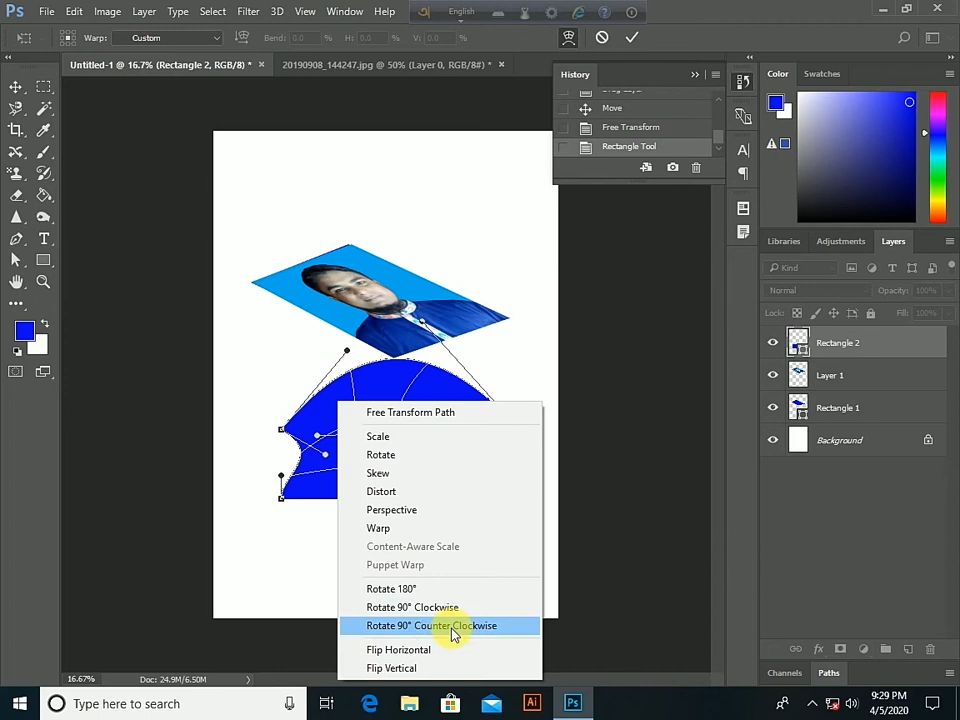 Ps File Edit Image Layer Type Select Filter 3D View Window Help
English
Warp: Custom Bend: 0.0 % H: 0.0 % V: 0.0 %
Untitled-1 @ 16.7% (Rectangle 2, RGB/8) * ×
20190908_144247.jpg @ 50% (Layer 0, RGB/8#) * ×
History
Move
Free Transform
Rectangle Tool
Color Swatches
Libraries Adjustments Layers
Kind
Normal Opacity: 100%
Lock: Fill: 100%
Rectangle 2
Layer 1
Rectangle 1
Background
Channels Paths
Free Transform Path
Scale
Rotate
Skew
Distort
Perspective
Warp
Content-Aware Scale
Puppet Warp
Rotate 180°
Rotate 90° Clockwise
Rotate 90° Counter Clockwise
Flip Horizontal
Flip Vertical
16.67% Doc: 24.9M/6.50M
Type here to search
Ai
Ps
9:29 PM
4/5/2020